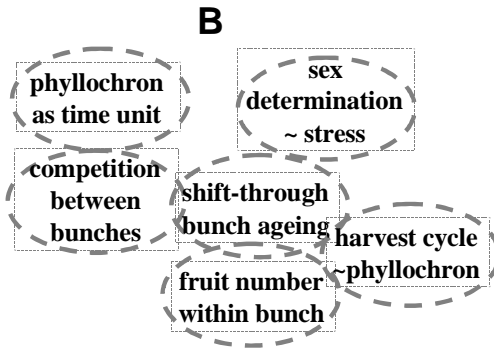 B
phyllochron
as time unit
sex
determination
~ stress
competition
between
bunches
shift-through
bunch ageing
harvest cycle
~phyllochron
fruit number
within bunch